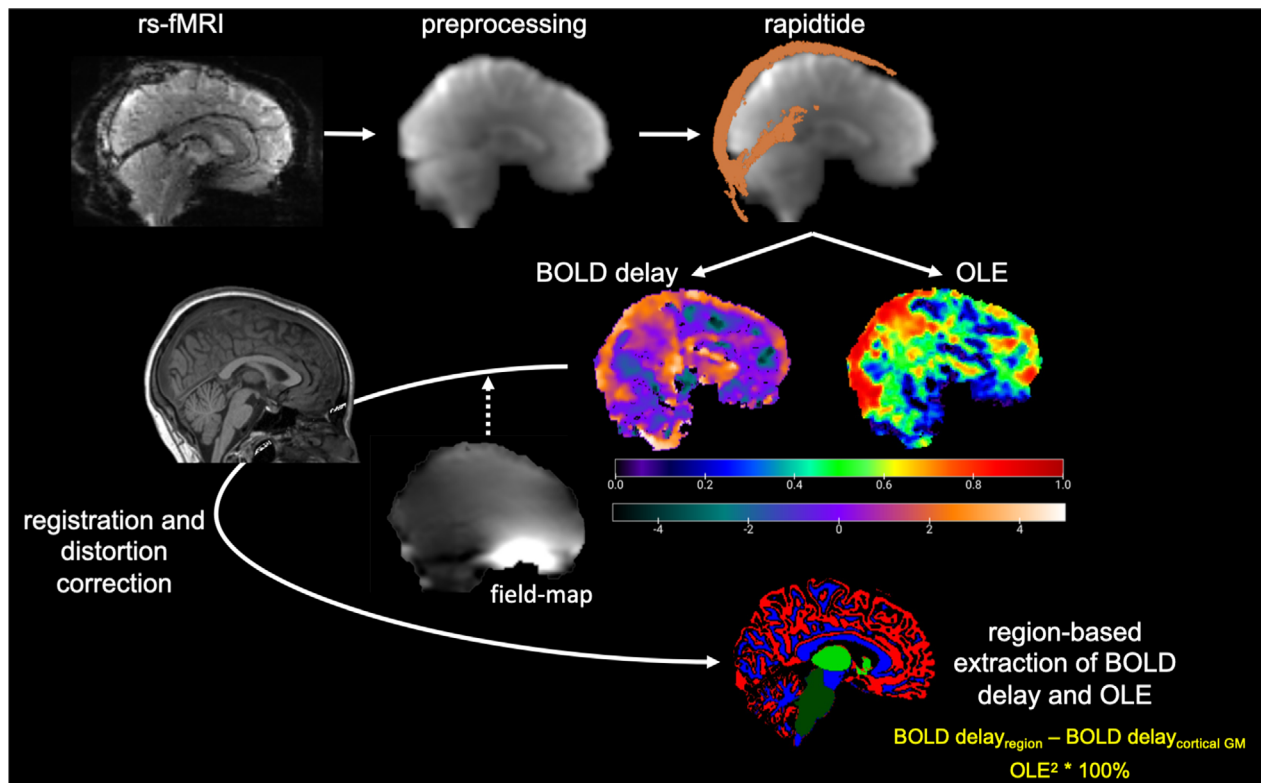 rs-fMRI
preprocessing
rapidtide
BOLD delay
OLE
0.0 0.2 0.4 0.6 0.8 1.0
-4 -2 0 2 4
registration and
distortion
correction
field-map
region-based
extraction of BOLD
delay and OLE
BOLD delayregion – BOLD delaycortical GM
OLE² * 100%